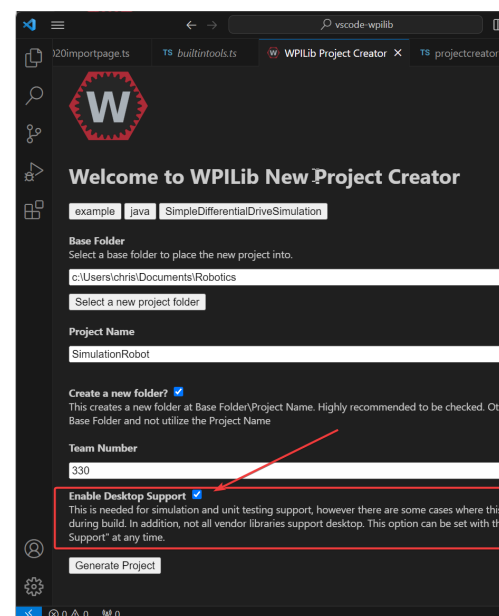 vscode-wpilib
020importpage.ts
TS builtintools.ts
WPILib Project Creator
TS projectcreator
W
Welcome to WPILib New Project Creator
example java SimpleDifferentialDriveSimulation
Base Folder
Select a base folder to place the new project into.
c:\Users\chris\Documents\Robotics
Select a new project folder
Project Name
SimulationRobot
Create a new folder?
This creates a new folder at Base Folder\Project Name. Highly recommended to be checked. Ot
Base Folder and not utilize the Project Name
Team Number
330
Enable Desktop Support
This is needed for simulation and unit testing support, however there are some cases where this
during build. In addition, not all vendor libraries support desktop. This option can be set with th
Support" at any time.
Generate Project
0 0 0